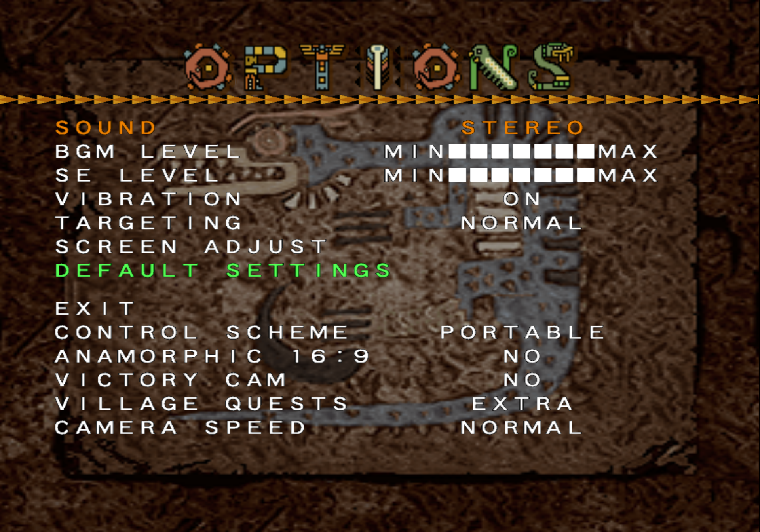 OPTIONS
SOUND STEREO
BGM LEVEL MIN■■■■■■■MAX
SE LEVEL MIN■■■■■■■MAX
VIBRATION ON
TARGETING NORMAL
SCREEN ADJUST
DEFAULT SETTINGS
EXIT
CONTROL SCHEME PORTABLE
ANAMORPHIC 16:9 NO
VICTORY CAM NO
VILLAGE QUESTS EXTRA
CAMERA SPEED NORMAL